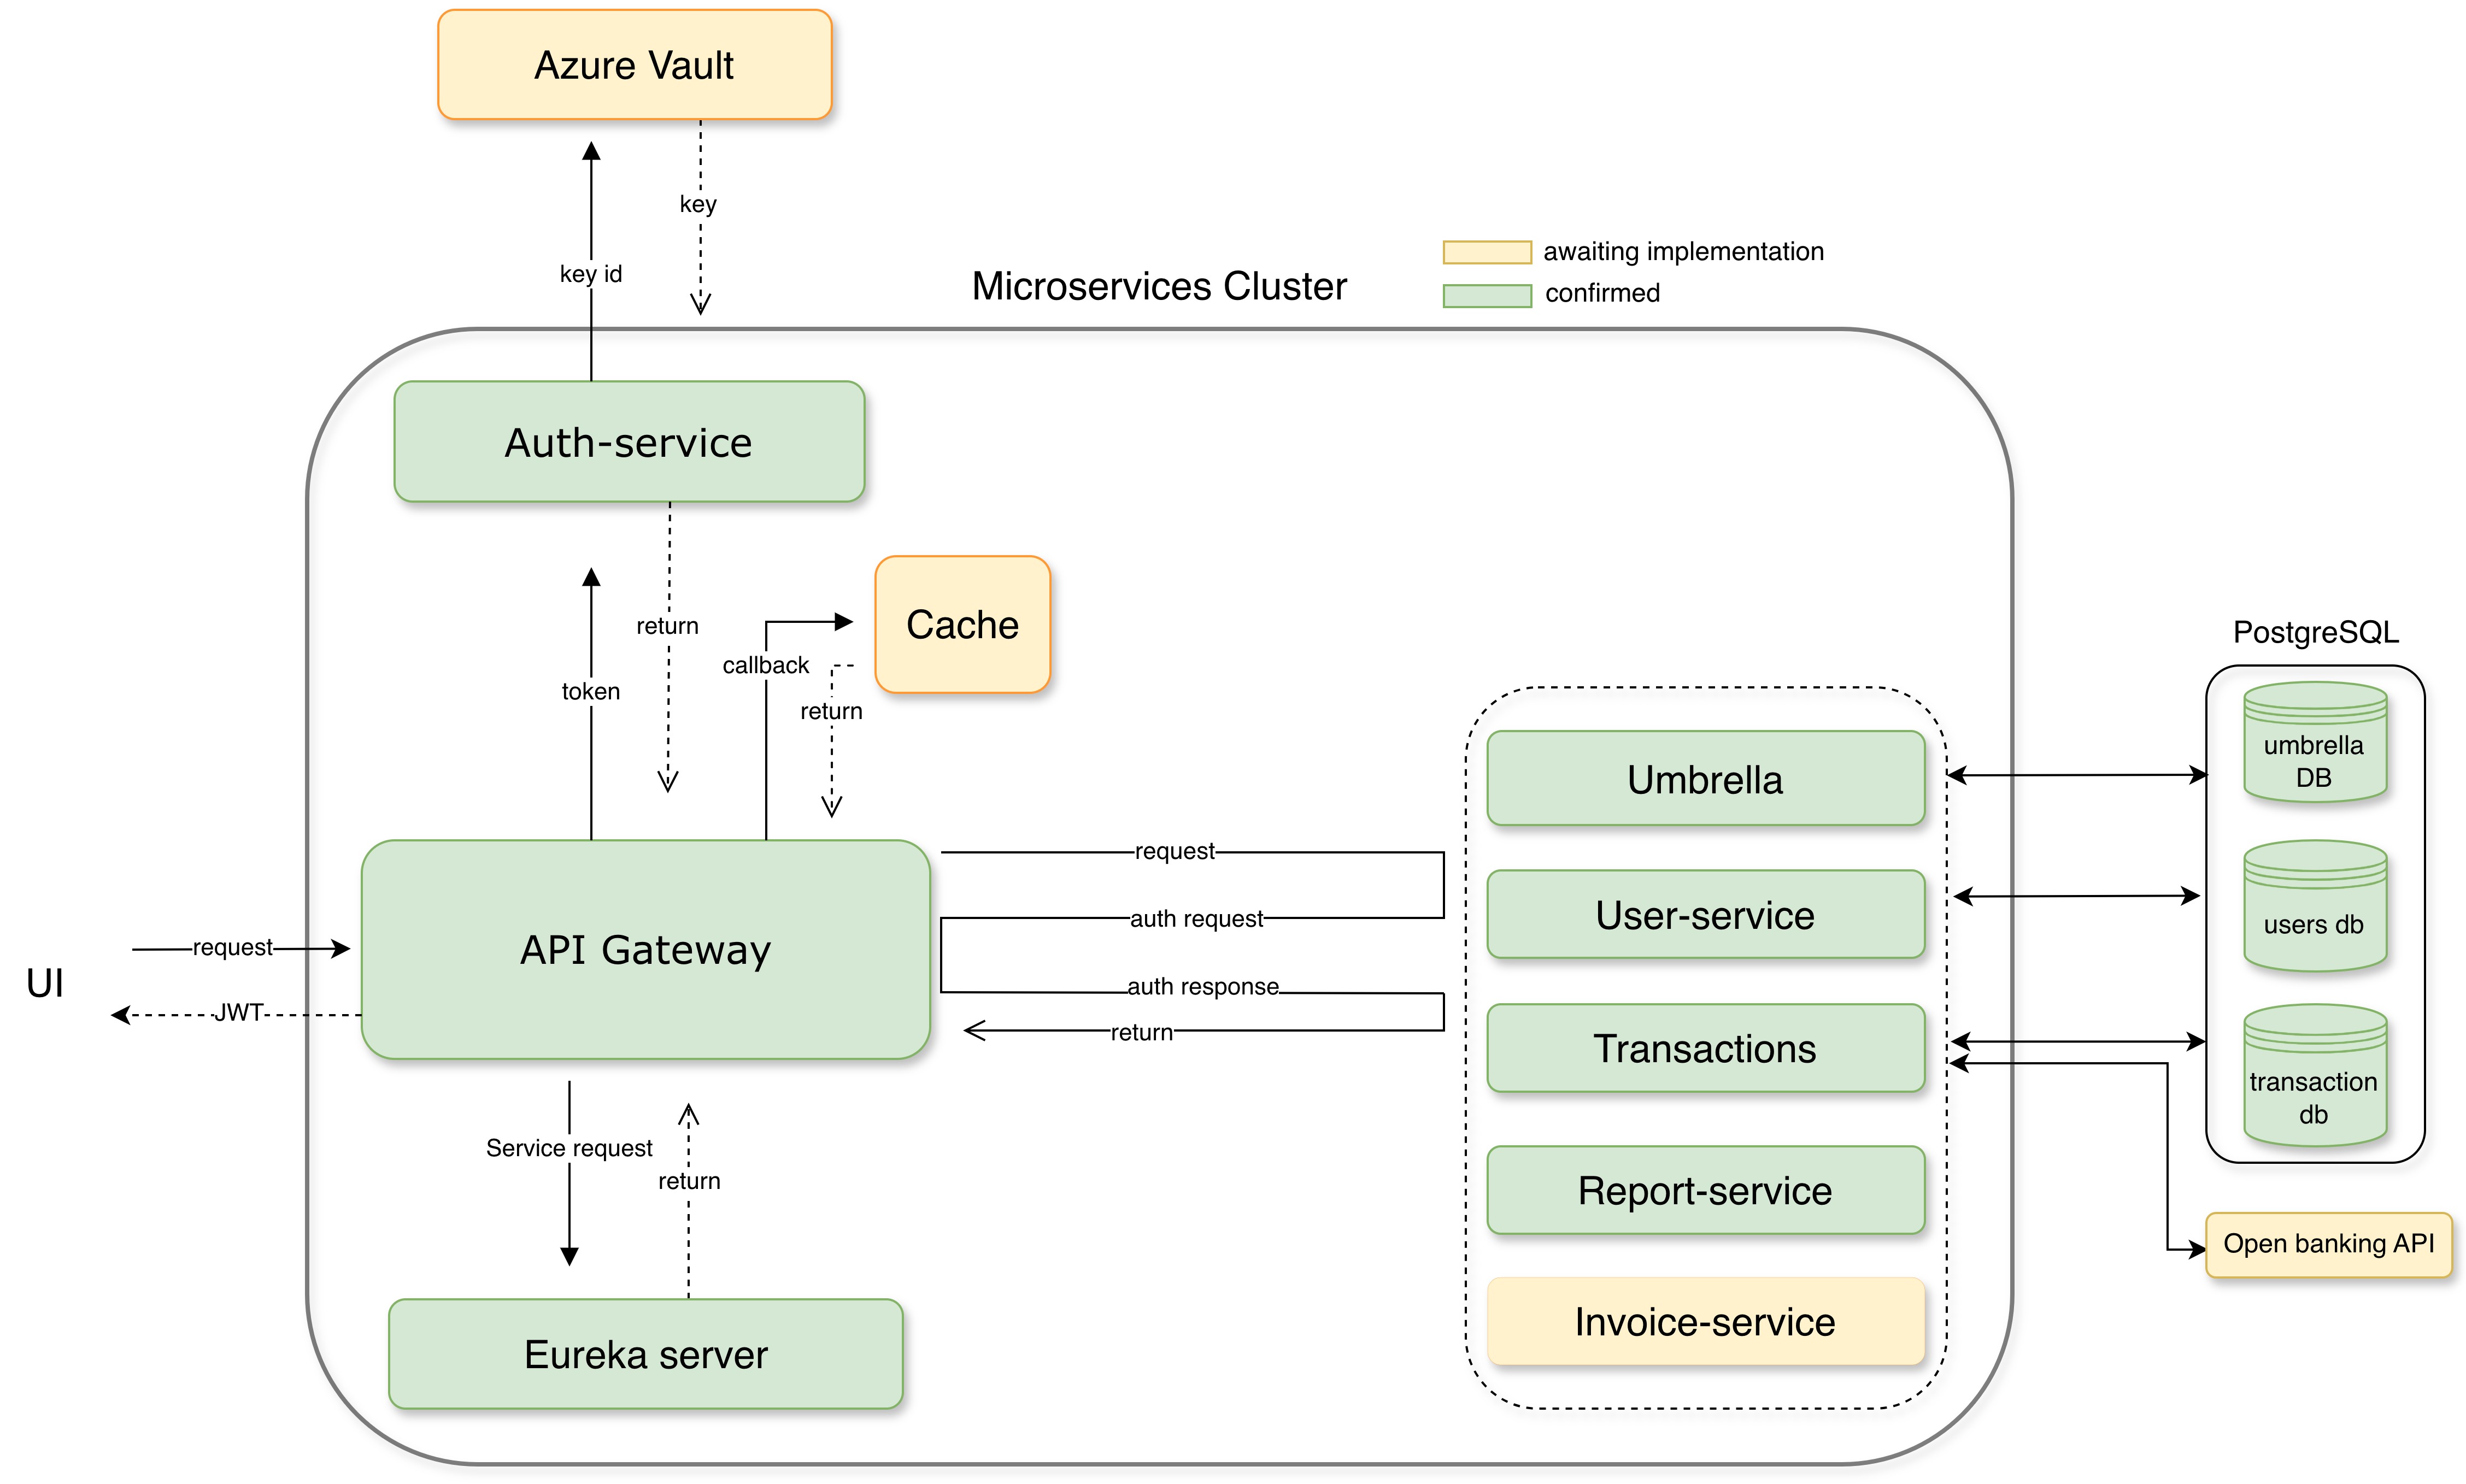 Azure Vault
key
key id
awaiting implementation
Microservices Cluster
confirmed
Auth-service
return
Cache
token
callback
return
PostgreSQL
umbrella
DB
Umbrella
request
auth request
User-service
users db
request
API Gateway
UI
auth response
JWT
return
Transactions
transaction
db
Service request
return
Report-service
Open banking API
Invoice-service
Eureka server